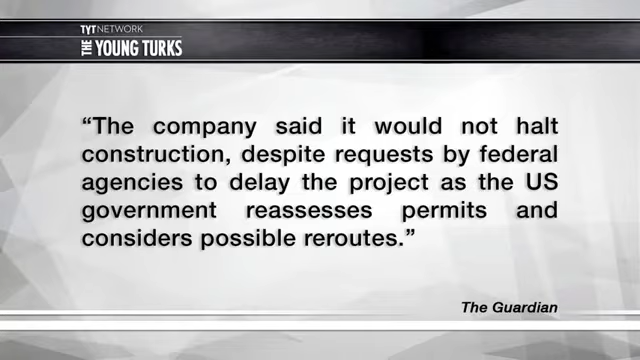 TYT NETWORK
THE YOUNG TURKS
“The company said it would not halt
construction, despite requests by federal
agencies to delay the project as the US
government reassesses permits and
considers possible reroutes.”
The Guardian